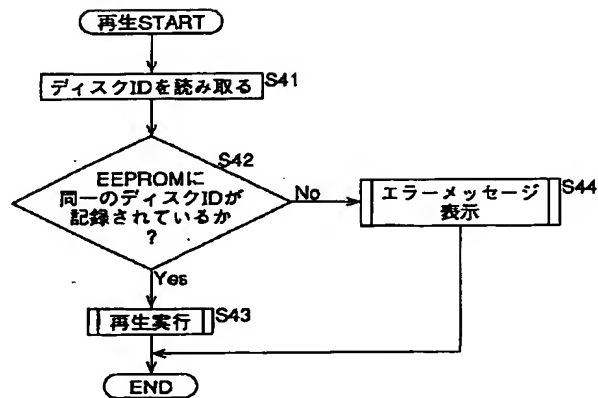 再生START
ディスクIDを読み取る S41
S42
EEPROMに
同一のディスクIDが
記録されているか
?
No
エラーメッセージ
表示
S44
Yes
再生実行 S43
END